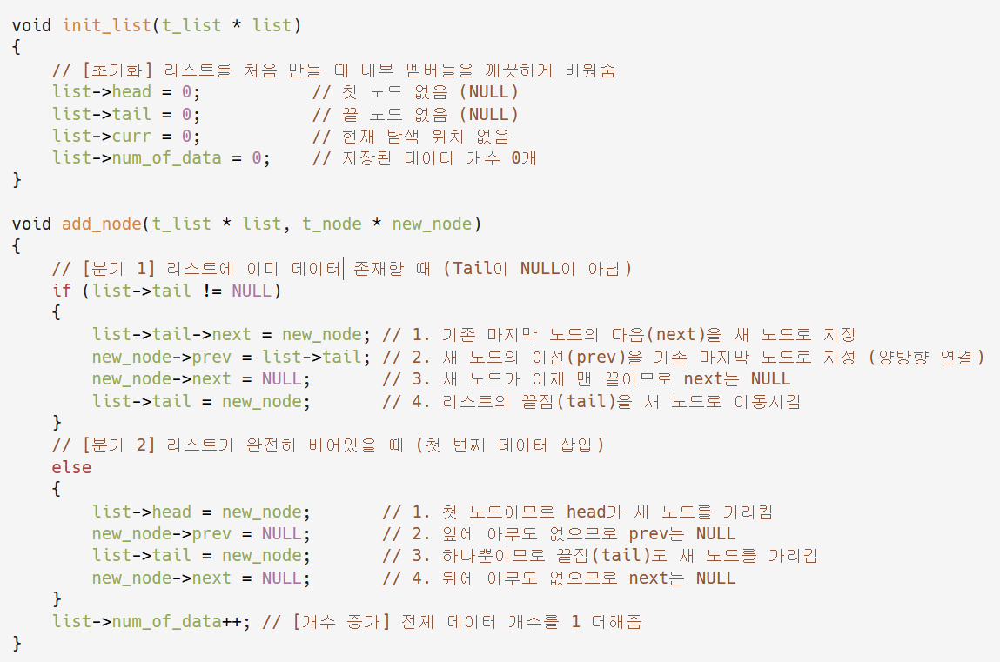 void init_list(t_list * list)
{
    // [초기화] 리스트를 처음 만들 때 내부 멤버들을 깨끗하게 비워줌
    list->head = 0;           // 첫 노드 없음 (NULL)
    list->tail = 0;           // 끝 노드 없음 (NULL)
    list->curr = 0;           // 현재 탐색 위치 없음
    list->num_of_data = 0;    // 저장된 데이터 개수 0개
}

void add_node(t_list * list, t_node * new_node)
{
    // [분기 1] 리스트에 이미 데이터 존재할 때 (Tail이 NULL이 아님)
    if (list->tail != NULL)
    {
        list->tail->next = new_node; // 1. 기존 마지막 노드의 다음(next)을 새 노드로 지정
        new_node->prev = list->tail; // 2. 새 노드의 이전(prev)을 기존 마지막 노드로 지정 (양방향 연결)
        new_node->next = NULL;       // 3. 새 노드가 이제 맨 끝이므로 next는 NULL
        list->tail = new_node;       // 4. 리스트의 끝점(tail)을 새 노드로 이동시킴
    }
    // [분기 2] 리스트가 완전히 비어있을 때 (첫 번째 데이터 삽입)
    else
    {
        list->head = new_node;       // 1. 첫 노드이므로 head가 새 노드를 가리킴
        new_node->prev = NULL;       // 2. 앞에 아무도 없으므로 prev는 NULL
        list->tail = new_node;       // 3. 하나뿐이므로 끝점(tail)도 새 노드를 가리킴
        new_node->next = NULL;       // 4. 뒤에 아무도 없으므로 next는 NULL
    }
    list->num_of_data++; // [개수 증가] 전체 데이터 개수를 1 더해줌
}